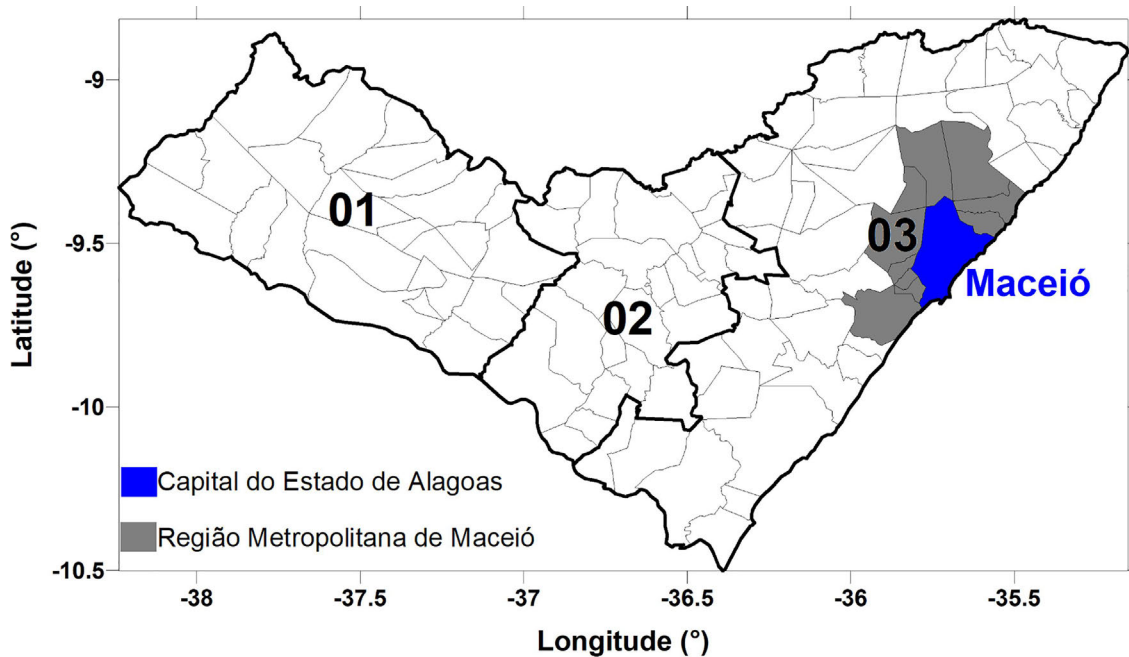 -9
01
03
-9.5
Maceió
02
Latitude (°)
-10
Capital do Estado de Alagoas
Região Metropolitana de Maceió
-10.5
-38 -37.5 -37 -36.5 -36 -35.5
Longitude (°)